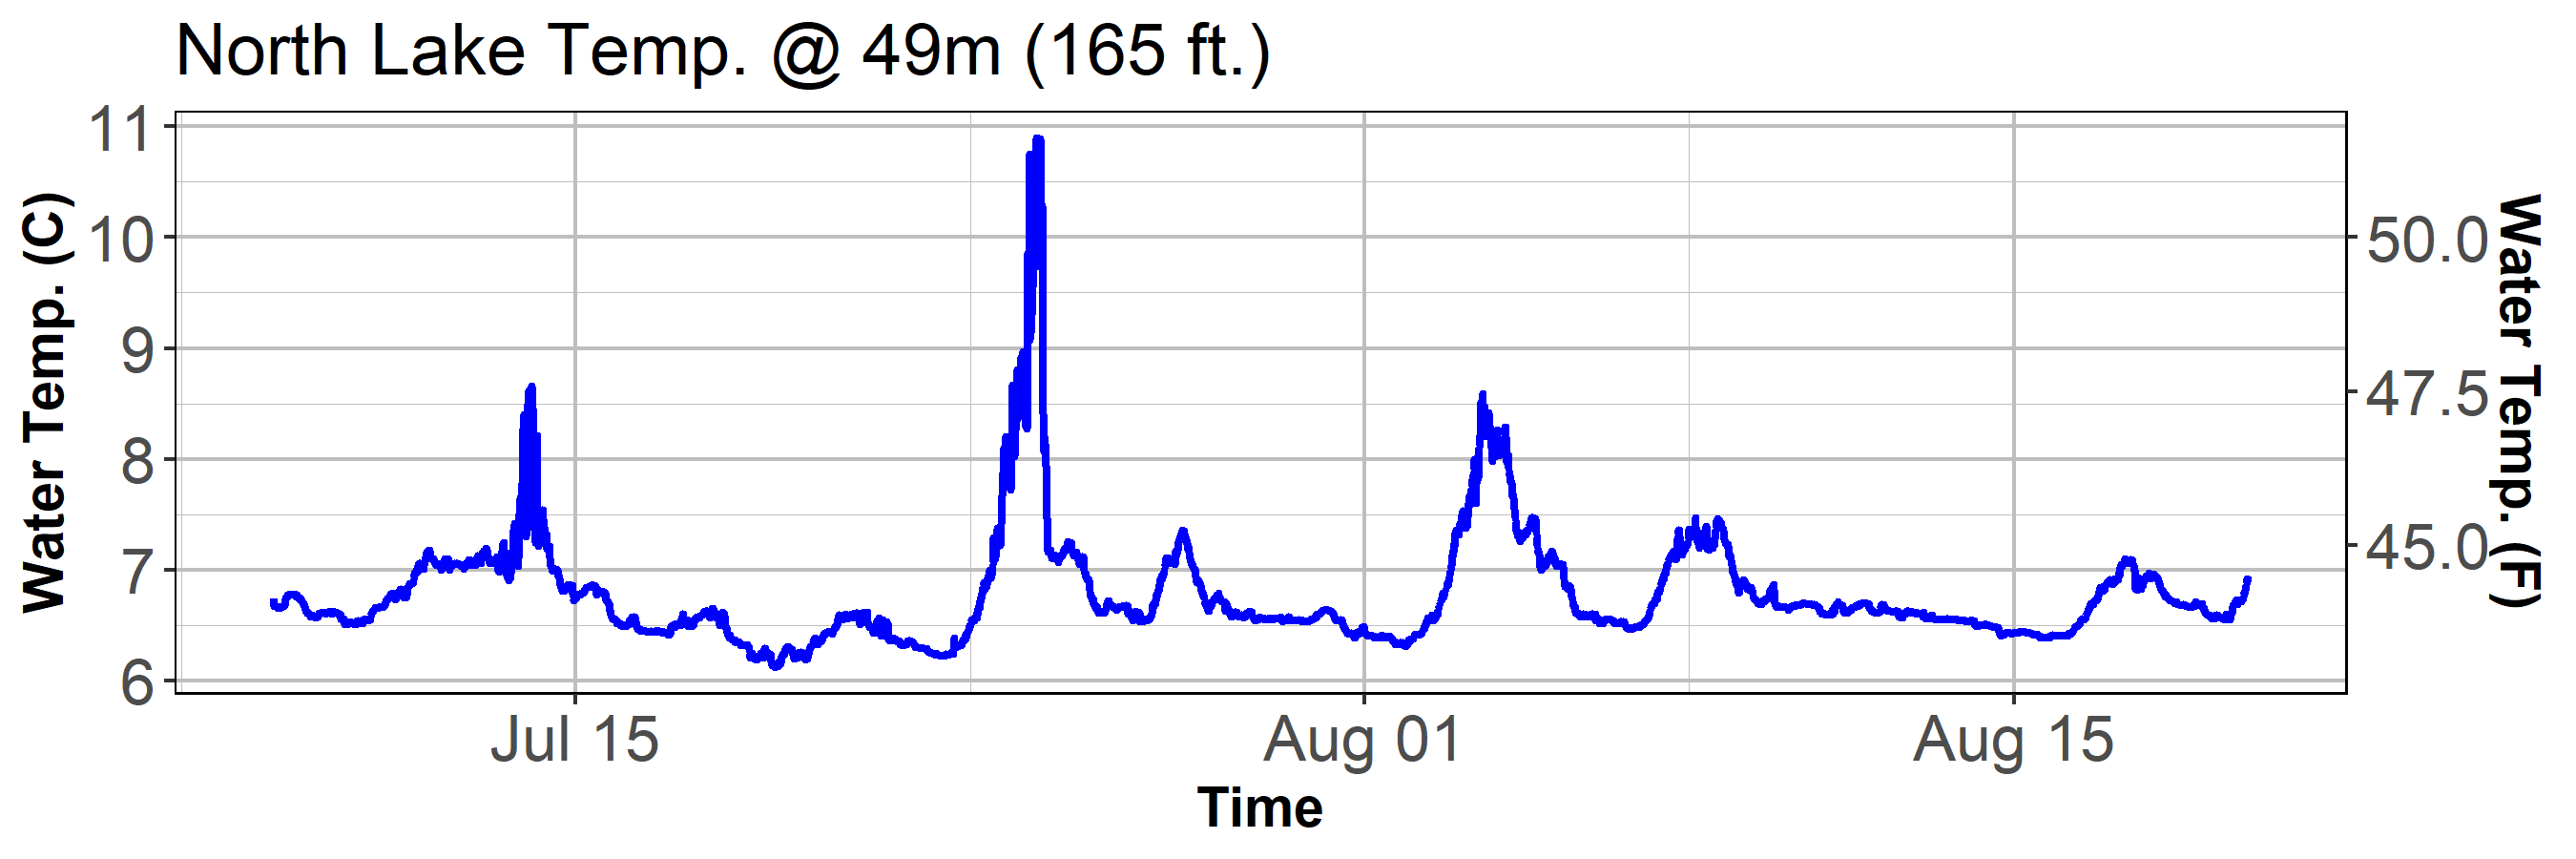 North Lake Temp. @ 49m (165 ft.)
Water Temp. (C)
11
10
9
8
7
6
50.0
47.5
45.0
Water Temp. (F)
Jul 15
Aug 01
Aug 15
Time